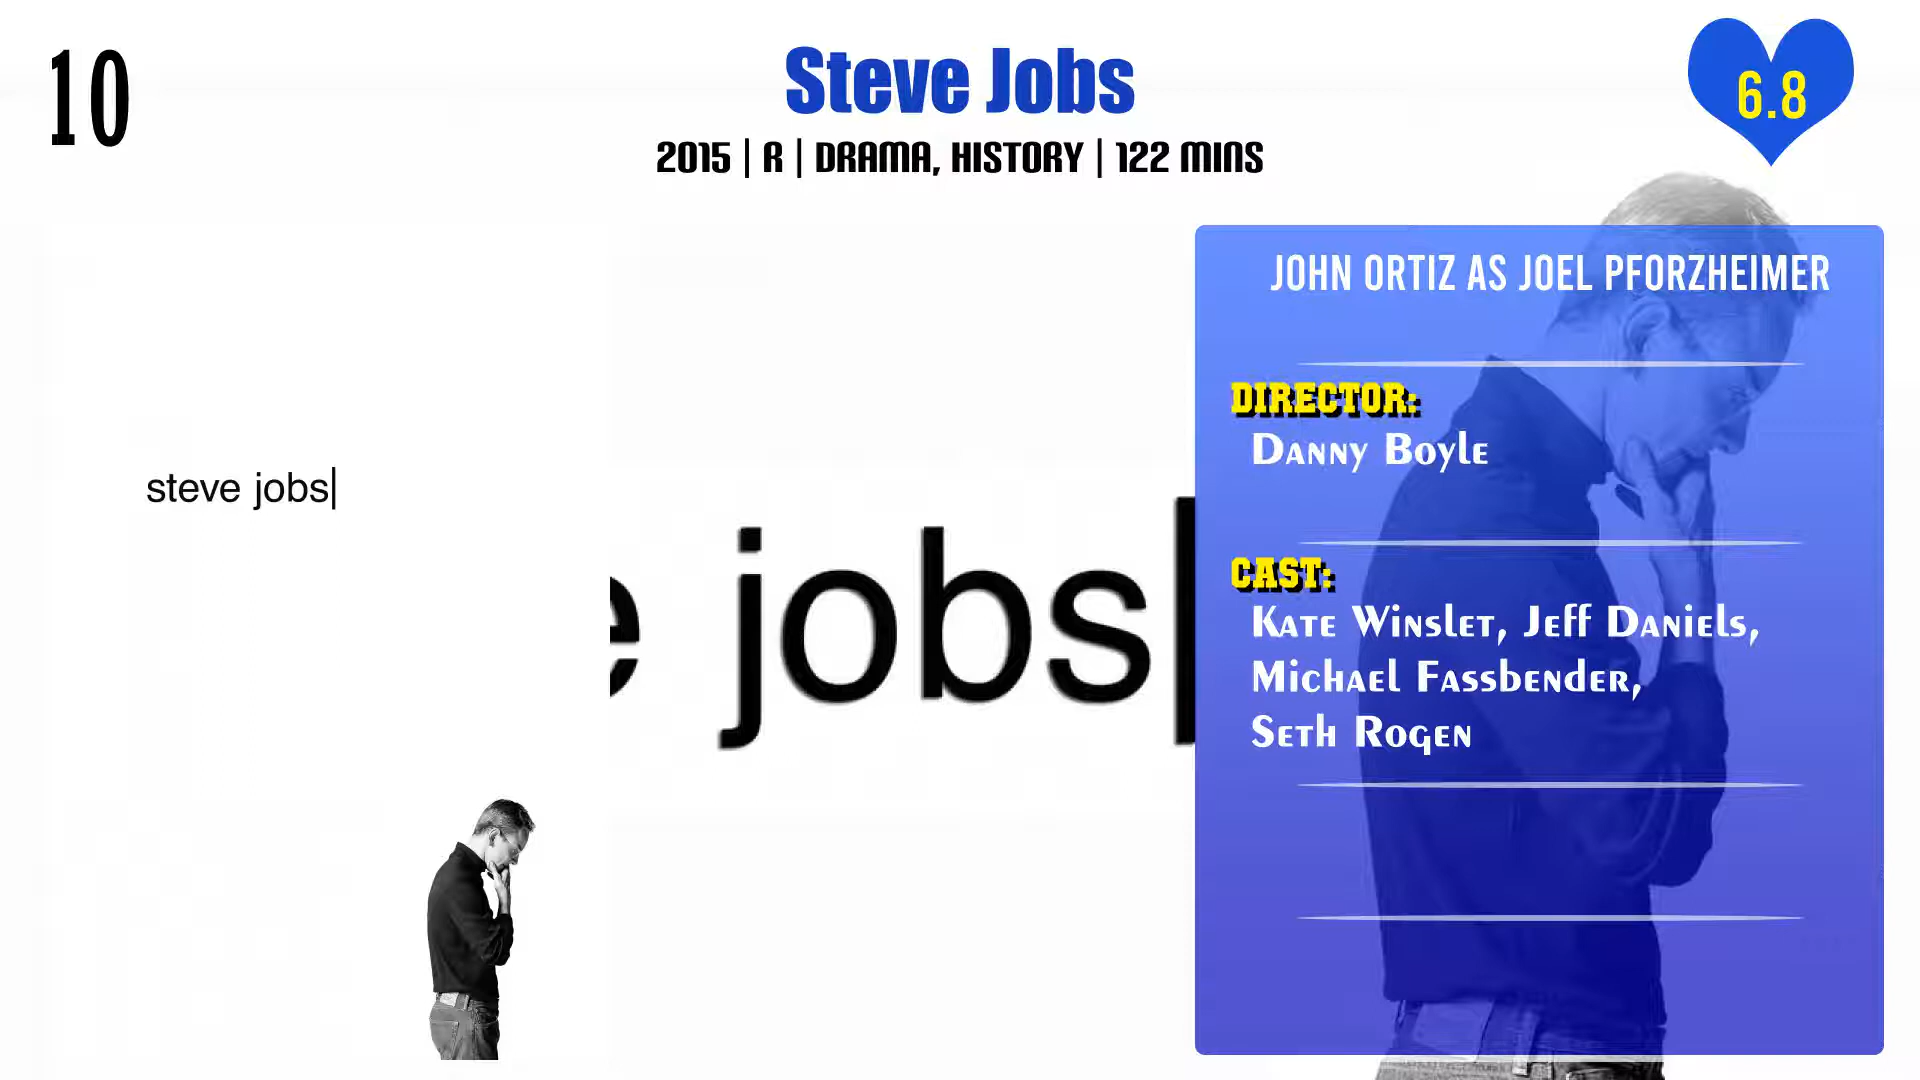 10
Steve Jobs
6.8
2015 | R | DRAMA, HISTORY | 122 MINS
JOHN ORTIZ AS JOEL PFORZHEIMER
DIRECTOR:
Danny Boyle
steve jobs|
e jobs|
CAST:
Kate Winslet, Jeff Daniels,
Michael Fassbender,
Seth Rogen